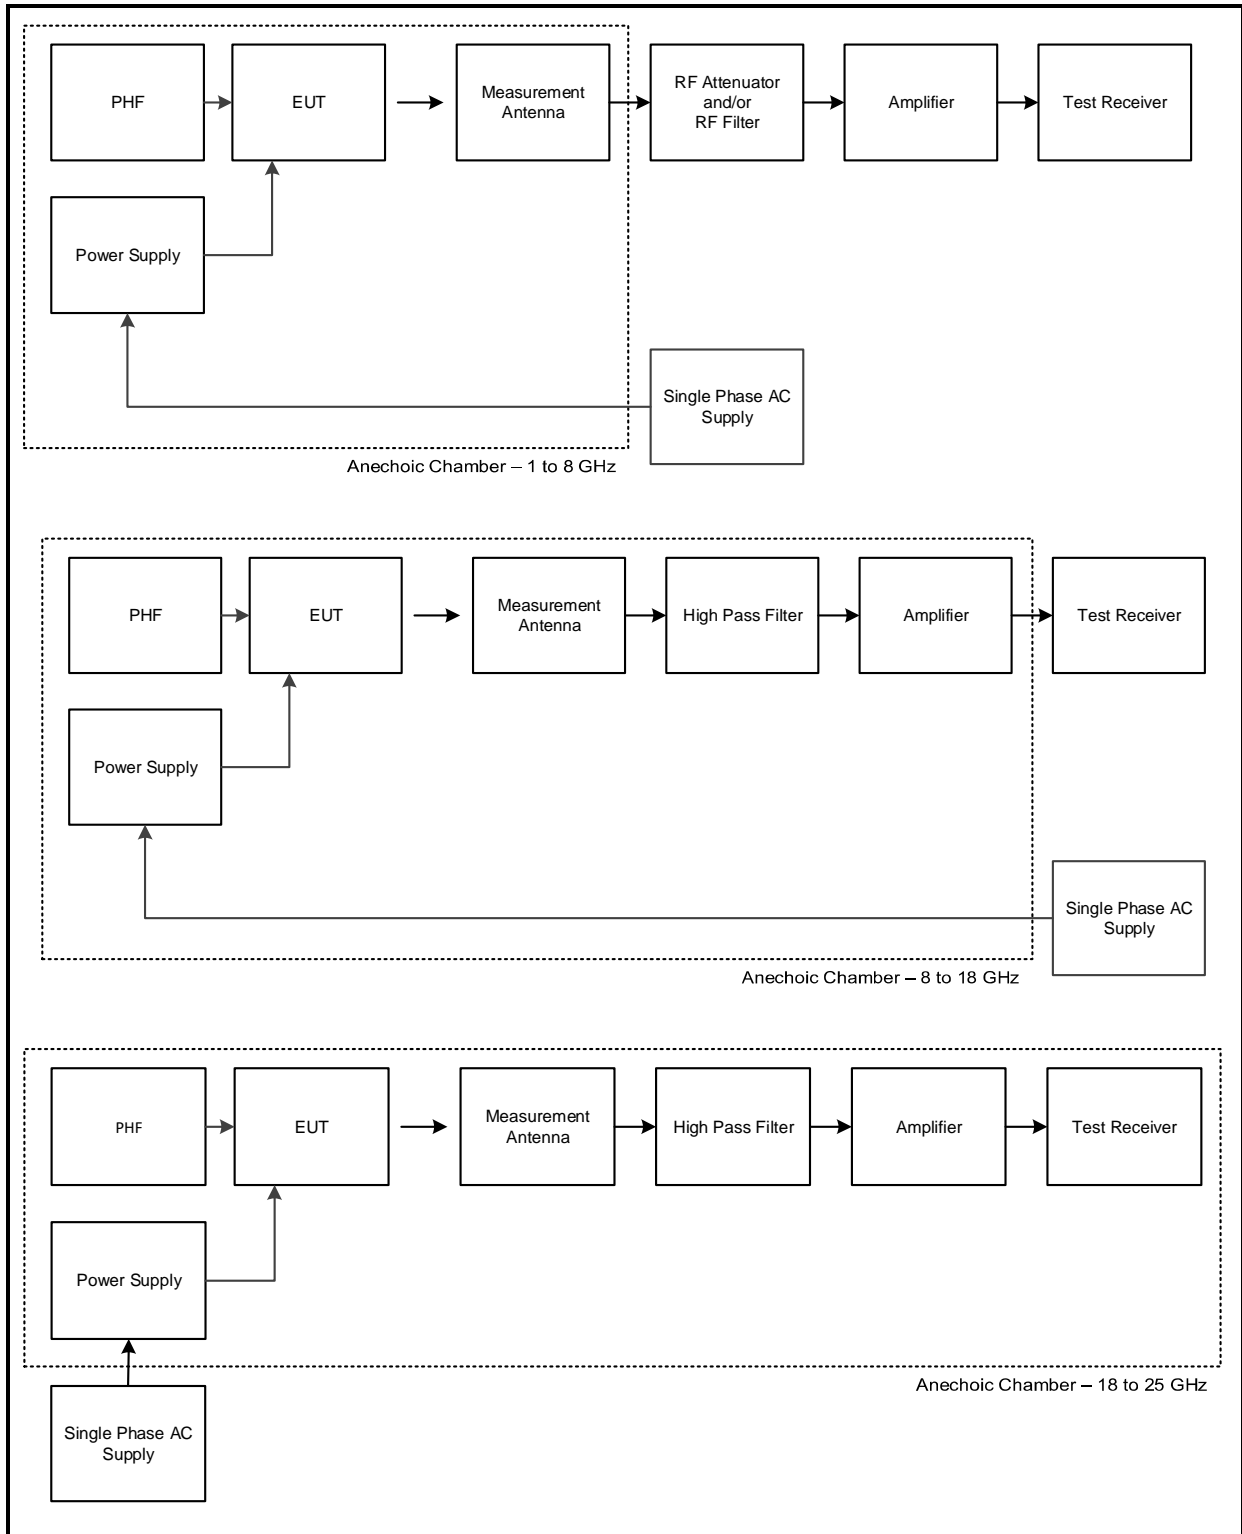 PHF
EUT
Measurement
Antenna
RF Attenuator
and/or
RF Filter
Amplifier
Test Receiver
Power Supply
Single Phase AC
Supply
Anechoic Chamber – 1 to 8 GHz
PHF
EUT
Measurement
Antenna
High Pass Filter
Amplifier
Test Receiver
Power Supply
Single Phase AC
Supply
Anechoic Chamber – 8 to 18 GHz
PHF
EUT
Measurement
Antenna
High Pass Filter
Amplifier
Test Receiver
Power Supply
Anechoic Chamber – 18 to 25 GHz
Single Phase AC
Supply